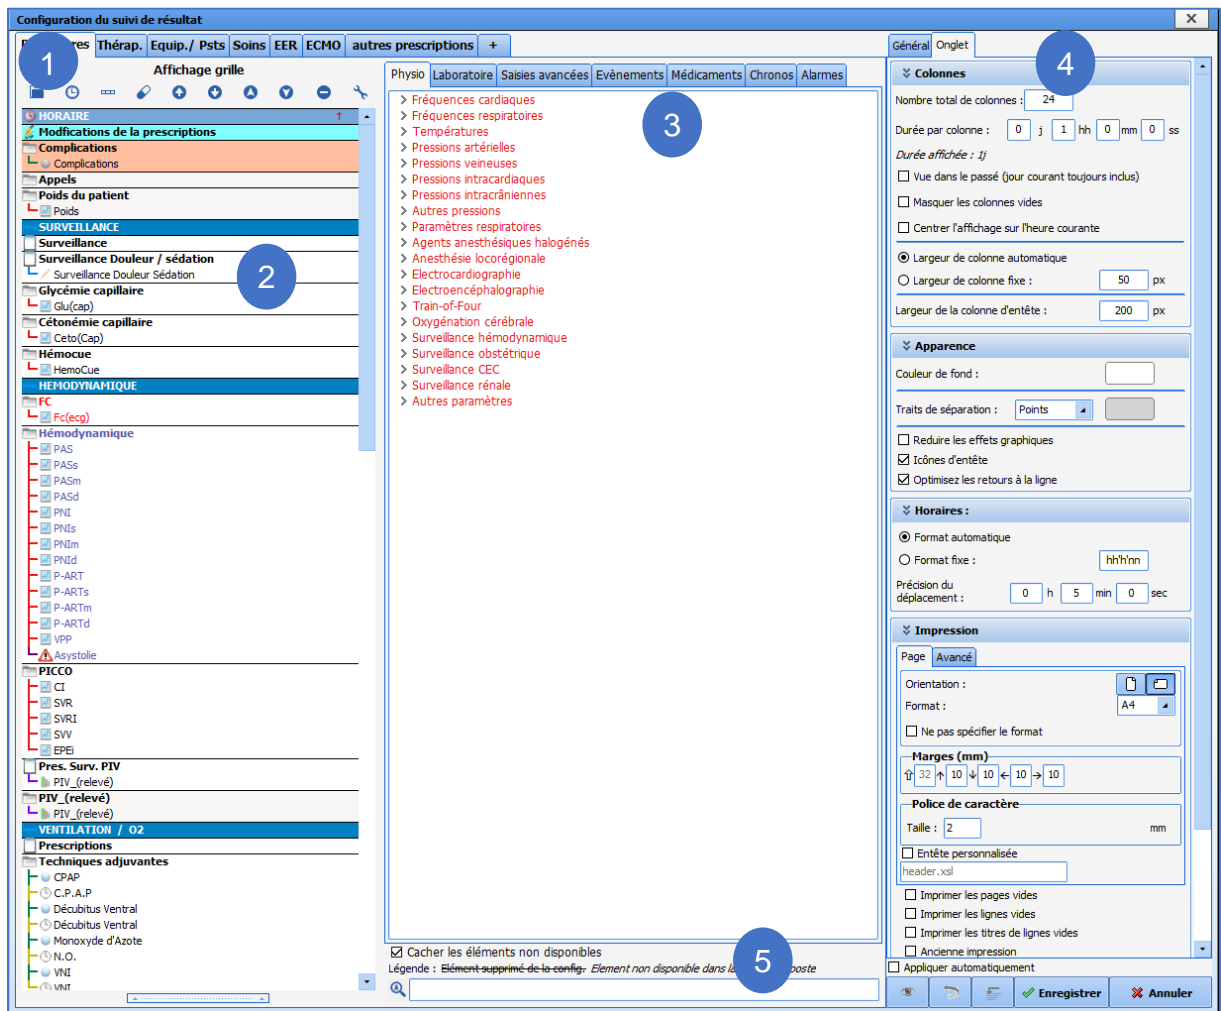 Configuration du suivi de résultat
X
1
Thérap. Equip./ Psts Soins EER ECMO autres prescriptions +
Affichage grille
HORAIRE
Modfications de la prescriptions
Complications
Complications
Appels
Poids du patient
Poids
SURVEILLANCE
Surveillance
Surveillance Douleur / sédation
Surveillance Douleur Sédation
2
Glycémie capillaire
Glu(cap)
Cétonémie capillaire
Ceto(Cap)
Hémocue
HemoCue
HEMODYNAMIQUE
FC
Fc(ecg)
Hémodynamique
PAS
PASs
PASm
PASd
PNI
PNIs
PNIm
PNId
P-ART
P-ARTs
P-ARTm
P-ARTd
VPP
Asystolie
PICCO
CI
SVR
SVRI
SVV
EPEi
Pres. Surv. PIV
PIV_(relevé)
PIV_(relevé)
PIV_(relevé)
VENTILATION / O2
Prescriptions
Techniques adjuvantes
CPAP
C.P.A.P
Décubitus Ventral
Décubitus Ventral
Monoxyde d'Azote
N.O.
VNI
VNI
Physio Laboratoire Saisies avancées Evènements Médicaments Chronos Alarmes
3
> Fréquences cardiaques
> Fréquences respiratoires
> Températures
> Pressions artérielles
> Pressions veineuses
> Pressions intracardiaques
> Pressions intracrâniennes
> Autres pressions
> Paramètres respiratoires
> Agents anesthésiques halogénés
> Anesthésie locorégionale
> Electrocardiographie
> Electroencéphalographie
> Train-of-Four
> Oxygénation cérébrale
> Surveillance hémodynamique
> Surveillance obstétrique
> Surveillance CEC
> Surveillance rénale
> Autres paramètres
Cacher les éléments non disponibles
Légende : Elément supprimé de la config. Element non disponible dans la
5
Général Onglet
4
Colonnes
Nombre total de colonnes : 24
Durée par colonne : 0 j 1 hh 0 mm 0 ss
Durée affichée : 1j
Vue dans le passé (jour courant toujours inclus)
Masquer les colonnes vides
Centrer l'affichage sur l'heure courante
Largeur de colonne automatique
Largeur de colonne fixe : 50 px
Largeur de la colonne d'entête : 200 px
Apparence
Couleur de fond :
Traits de séparation : Points
Reduire les effets graphiques
Icônes d'entête
Optimisez les retours à la ligne
Horaires :
Format automatique
Format fixe : hh'h'nn
Précision du
déplacement : 0 h 5 min 0 sec
Impression
Page Avancé
Orientation :
Format : A4
Ne pas spécifier le format
Marges (mm)
32 10 10 10 10
Police de caractère
Taille : 2 mm
Entête personnalisée
header.xsl
Imprimer les pages vides
Imprimer les lignes vides
Imprimer les titres de lignes vides
Ancienne impression
Appliquer automatiquement
Enregistrer Annuler